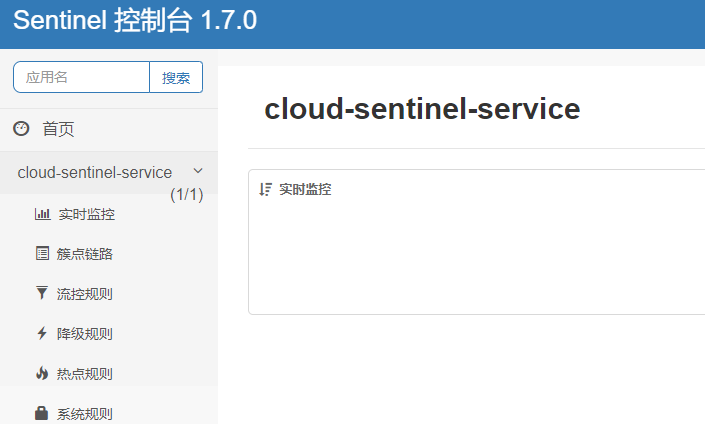 Sentinel 控制台 1.7.0
应用名 搜索
首页
cloud-sentinel-service
(1/1)
实时监控
簇点链路
流控规则
降级规则
热点规则
系统规则
cloud-sentinel-service
实时监控